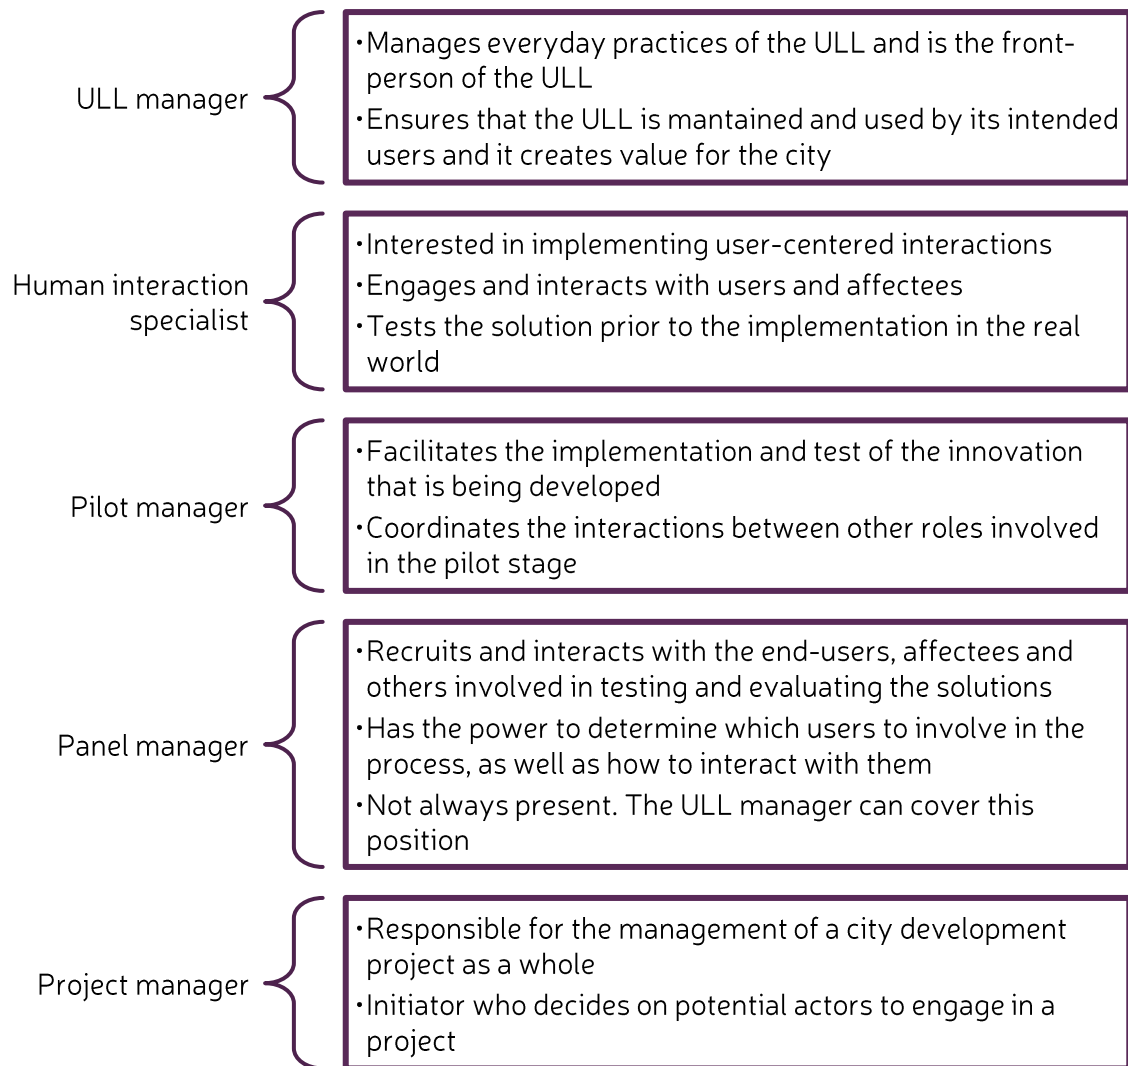 ULL manager
•Manages everyday practices of the ULL and is the front-
person of the ULL
•Ensures that the ULL is mantained and used by its intended
users and it creates value for the city
Human interaction
specialist
•Interested in implementing user-centered interactions
•Engages and interacts with users and affectees
•Tests the solution prior to the implementation in the real
world
Pilot manager
•Facilitates the implementation and test of the innovation
that is being developed
•Coordinates the interactions between other roles involved
in the pilot stage
Panel manager
•Recruits and interacts with the end-users, affectees and
others involved in testing and evaluating the solutions
•Has the power to determine which users to involve in the
process, as well as how to interact with them
•Not always present. The ULL manager can cover this
position
Project manager
•Responsible for the management of a city development
project as a whole
•Initiator who decides on potential actors to engage in a
project